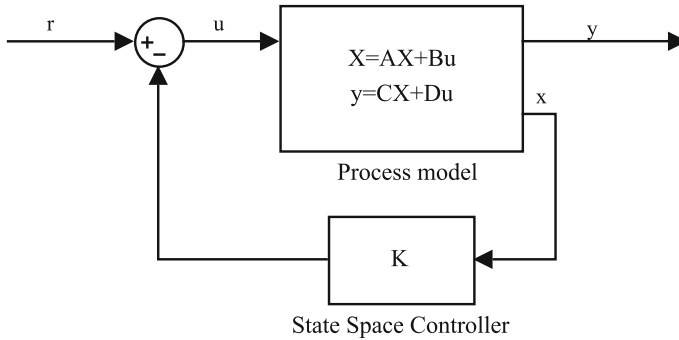 r
u
y
+
−
X=AX+Bu
y=CX+Du
x
Process model
K
State Space Controller